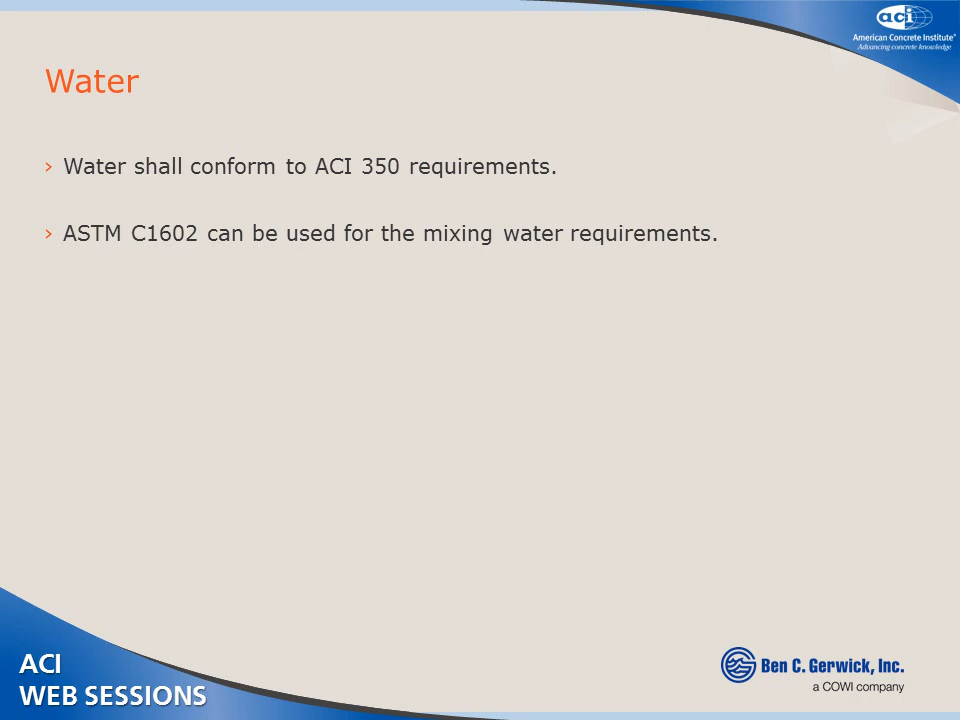 aci
American Concrete Institute®
Advancing concrete knowledge
Water
› Water shall conform to ACI 350 requirements.
› ASTM C1602 can be used for the mixing water requirements.
ACI
WEB SESSIONS
Ben C. Gerwick, Inc.
a COWI company